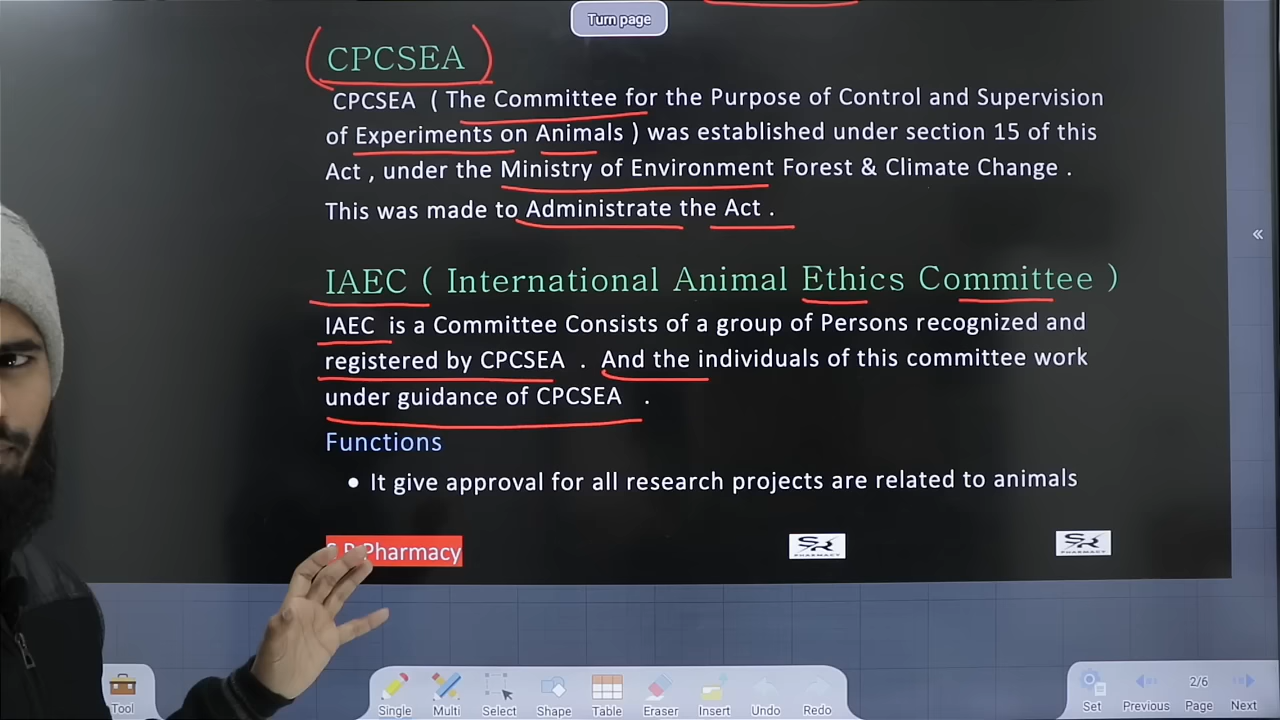 Turn page
CPCSEA
CPCSEA ( The Committee for the Purpose of Control and Supervision
of Experiments on Animals ) was established under section 15 of this
Act , under the Ministry of Environment Forest & Climate Change .
This was made to Administrate the Act .
IAEC ( International Animal Ethics Committee )
IAEC is a Committee Consists of a group of Persons recognized and
registered by CPCSEA . And the individuals of this committee work
under guidance of CPCSEA .
Functions
• It give approval for all research projects are related to animals
S R Pharmacy
SR
PHARMACY
SR
PHARMACY
Tool
Single
Multi
Select
Shape
Table
Eraser
Insert
Undo
Redo
Set
Previous
2/6
Page
Next